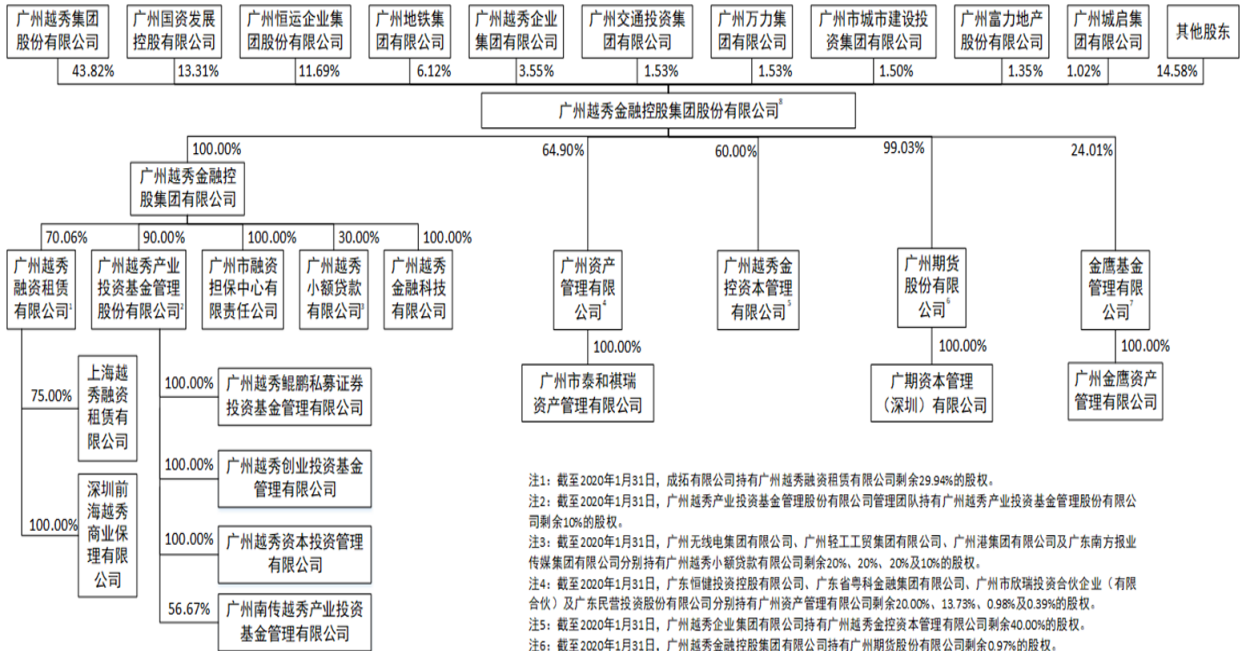 广州越秀集团
股份有限公司
广州国资发展
控股有限公司
广州恒运企业集
团股份有限公司
广州地铁集
团有限公司
广州越秀企业
集团有限公司
广州交通投资集
团有限公司
广州万力集
团有限公司
广州市城市建设投
资集团有限公司
广州富力地产
股份有限公司
广州城启集
团有限公司
其他股东
43.82%
13.31%
11.69%
6.12%
3.55%
1.53%
1.53%
1.50%
1.35%
1.02%
14.58%
广州越秀金融控股集团股份有限公司8
100.00%
64.90%
60.00%
99.03%
24.01%
广州越秀金融控
股集团有限公司
70.06%
90.00%
100.00%
30.00%
100.00%
广州越秀
融资租赁
有限公司1
广州越秀产业
投资基金管理
股份有限公司2
广州市融资
担保中心有
限责任公司
广州越秀
小额贷款
有限公司3
广州越秀
金融科技
有限公司
广州资产
管理有限
公司4
广州越秀金
控资本管理
有限公司5
广州期货
股份有限
公司6
金鹰基金
管理有限
公司7
100.00%
100.00%
100.00%
广州市泰和祺瑞
资产管理有限公司
广期资本管理
（深圳）有限公司
广州金鹰资产
管理有限公司
75.00%
上海越
秀融资
租赁有
限公司
100.00%
深圳前
海越秀
商业保
理有限
公司
100.00%
广州越秀鲲鹏私募证券
投资基金管理有限公司
100.00%
广州越秀创业投资基金
管理有限公司
100.00%
广州越秀资本投资管理
有限公司
56.67%
广州南传越秀产业投资
基金管理有限公司
注1：截至2020年1月31日，成拓有限公司持有广州越秀融资租赁有限公司剩余29.94%的股权。
注2：截至2020年1月31日，广州越秀产业投资基金管理股份有限公司管理团队持有广州越秀产业投资基金管理股份有限公
司剩余10%的股权。
注3：截至2020年1月31日，广州无线电集团有限公司、广州轻工工贸集团有限公司、广州港集团有限公司及广东南方报业
传媒集团有限公司分别持有广州越秀小额贷款有限公司剩余20%、20%、20%及10%的股权。
注4：截至2020年1月31日，广东恒健投资控股有限公司、广东省粤科金融集团有限公司、广州市欣瑞投资合伙企业（有限
合伙）及广东民营投资股份有限公司分别持有广州资产管理有限公司剩余20.00%、13.73%、0.98%及0.39%的股权。
注5：截至2020年1月31日，广州越秀企业集团有限公司持有广州越秀金控资本管理有限公司剩余40.00%的股权。
注6：截至2020年1月31日，广州越秀金融控股集团有限公司持有广州期货股份有限公司剩余0.97%的股权。